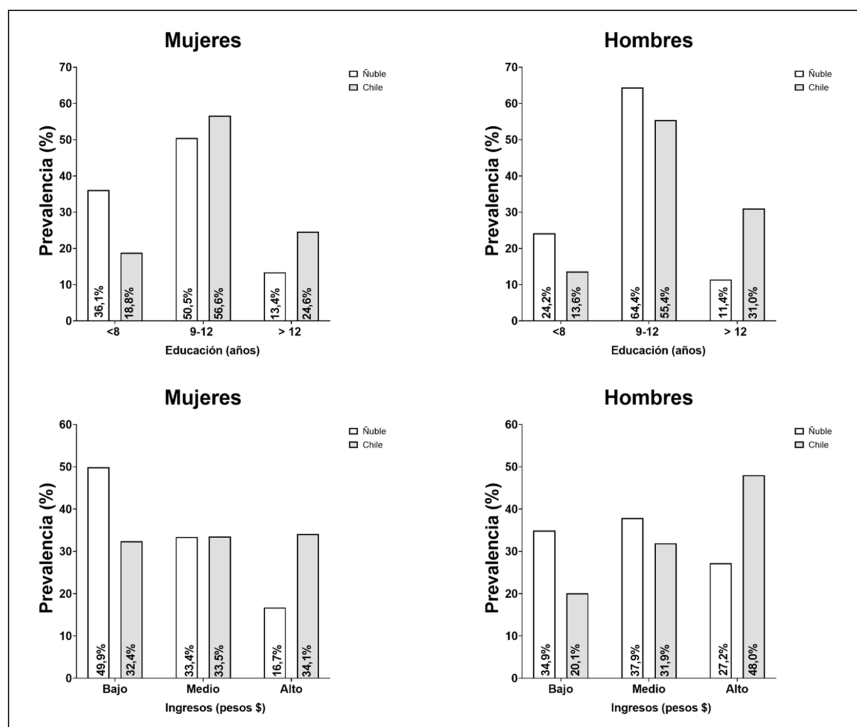 Mujeres
Ñuble
Chile
Prevalencia (%)
70
60
50
40
30
20
10
0
36,1%
18,8%
50,5%
56,6%
13,4%
24,6%
<8
9-12
> 12
Educación (años)
Hombres
Ñuble
Chile
Prevalencia (%)
70
60
50
40
30
20
10
0
24,2%
13,6%
64,4%
55,4%
11,4%
31,0%
<8
9-12
> 12
Educación (años)
Mujeres
Ñuble
Chile
Prevalencia (%)
60
50
40
30
20
10
0
49,9%
32,4%
33,4%
33,5%
16,7%
34,1%
Bajo
Medio
Alto
Ingresos (pesos $)
Hombres
Ñuble
Chile
Prevalencia (%)
60
50
40
30
20
10
0
34,9%
20,1%
37,9%
31,9%
27,2%
48,0%
Bajo
Medio
Alto
Ingresos (pesos $)